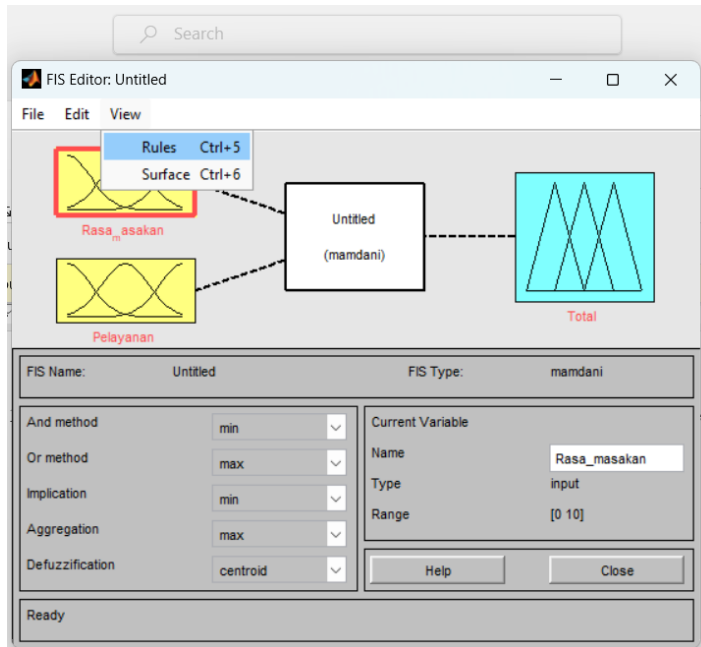 Search
FIS Editor: Untitled
File Edit View
Rules Ctrl+5
Surface Ctrl+6
Rasa_masakan
Pelayanan
Untitled
(mamdani)
Total
FIS Name: Untitled FIS Type: mamdani
And method min
Or method max
Implication min
Aggregation max
Defuzzification centroid
Current Variable
Name Rasa_masakan
Type input
Range [0 10]
Help Close
Ready